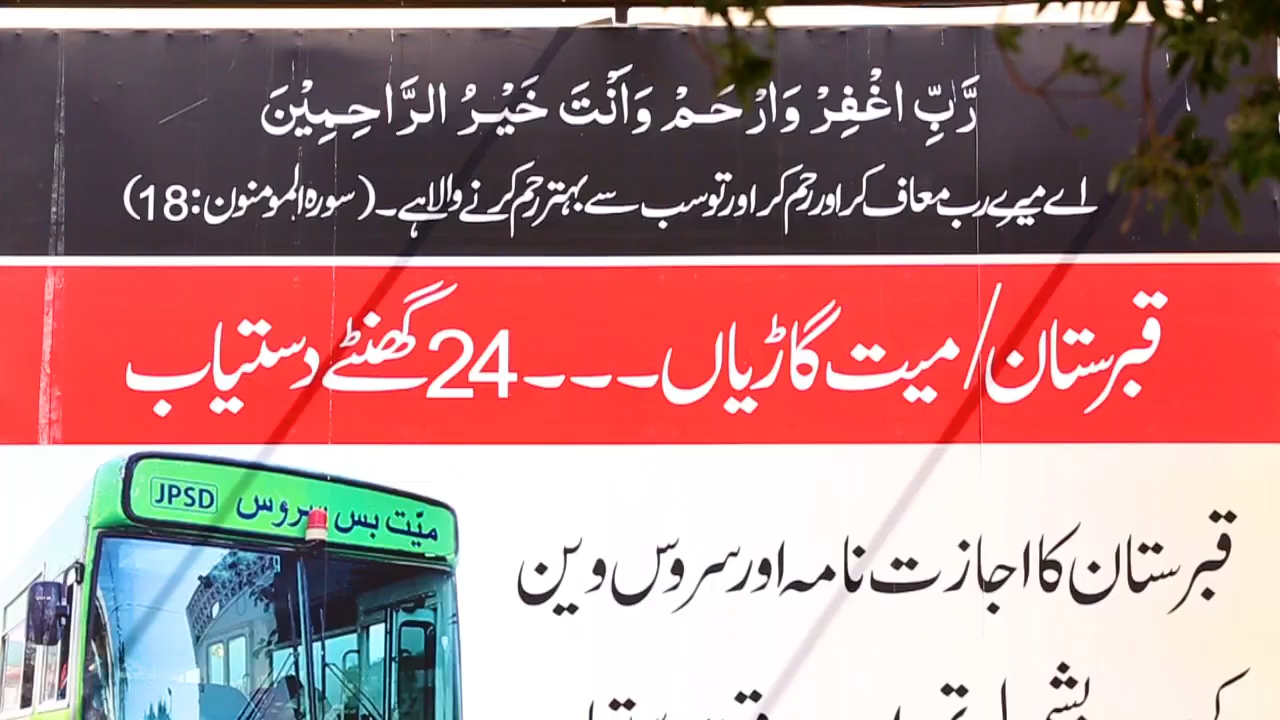 رَّبِّ اغْفِرْ وَارْحَمْ وَاَنْتَ خَيْرُ الرَّاحِمِيْنَ
اے میرے رب معاف کر اور رحم کر اور تو سب سے بہتر رحم کرنے والا ہے۔ (سورہ المومنون:18)
قبرستان/میت گاڑیاں---24 گھنٹے دستیاب
JPSD میّت بس سروس
قبرستان کا اجازت نامہ اور سروس وین